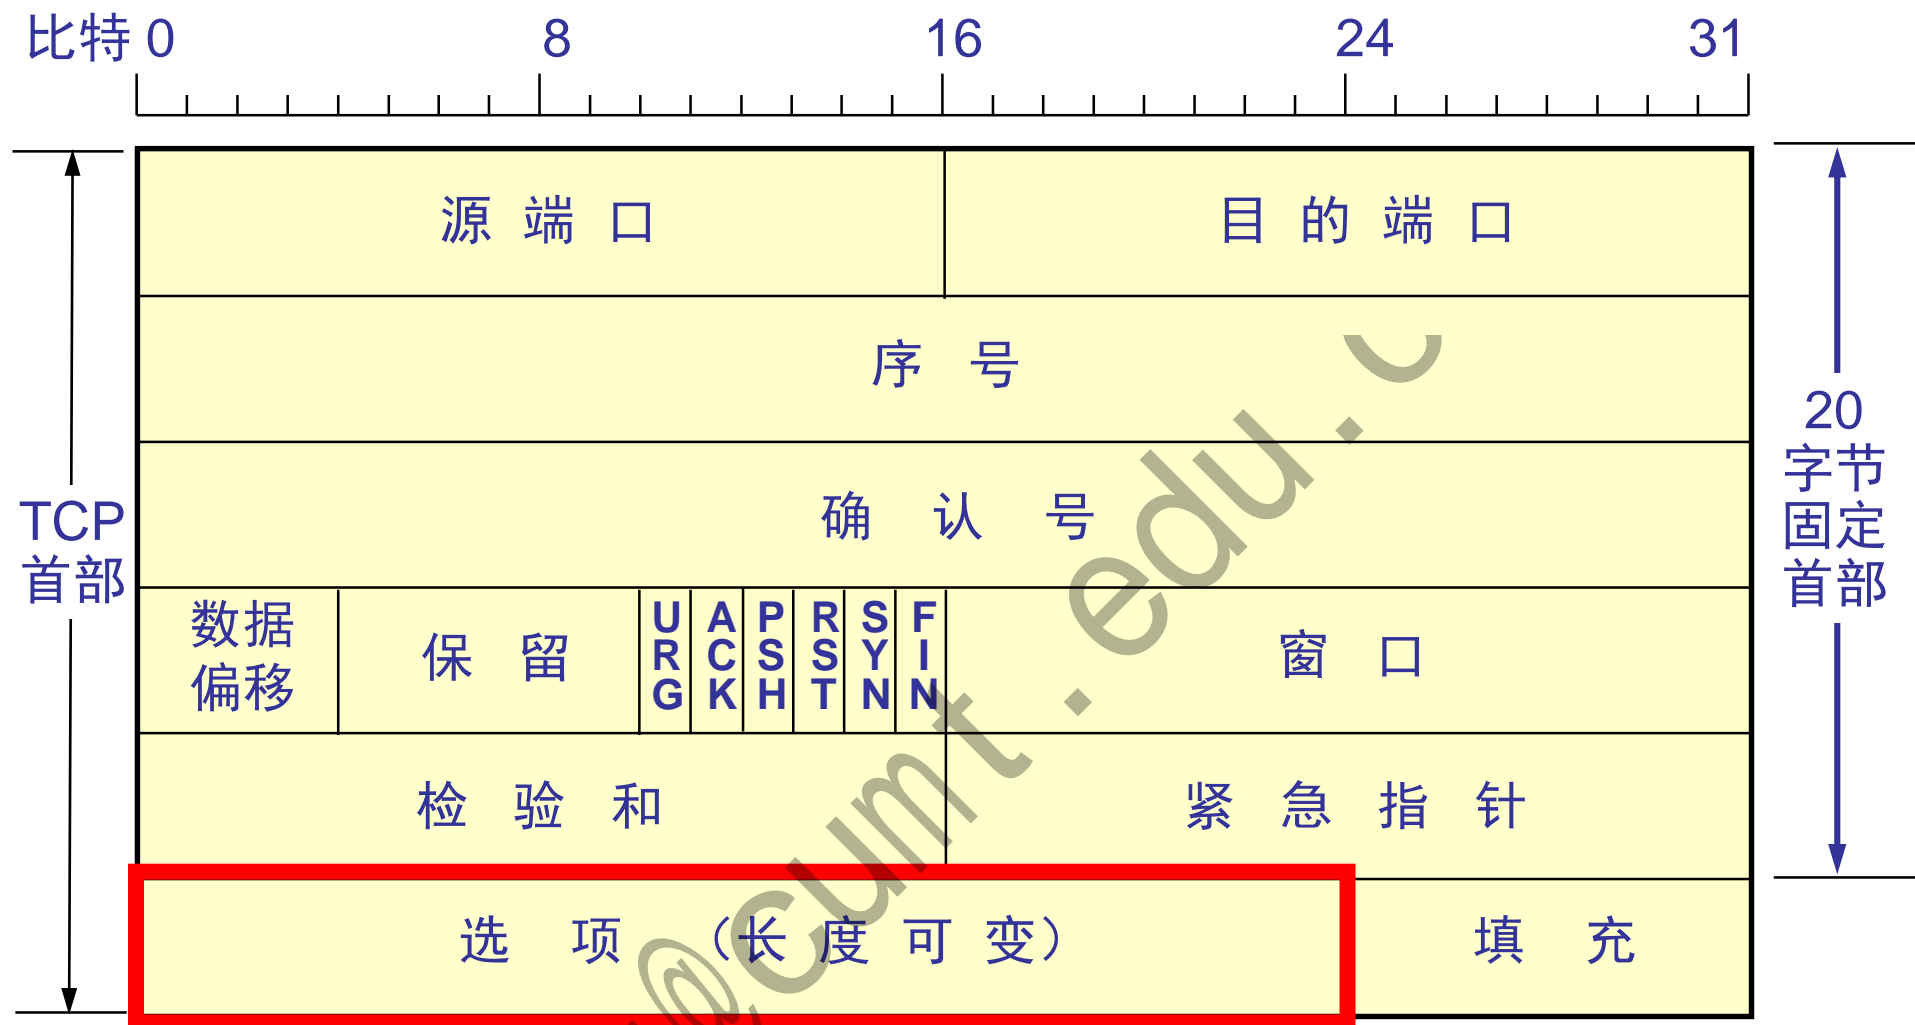 比特 0 8 16 24 31
源端口 目的端口
序号
确认号
TCP
首部
20
字节
固定
首部
数据
偏移
保留 URG ACK PSH RST SYN FIN 窗口
检验和 紧急指针
选项（长度可变） 填充
@cumt.edu.c